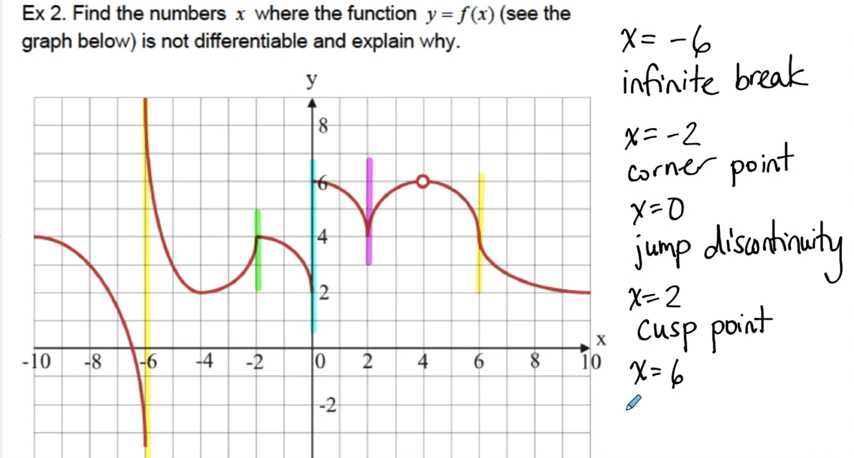 Ex 2. Find the numbers x where the function y = f(x) (see the
graph below) is not differentiable and explain why.
x = -6
infinite break
x = -2
corner point
x = 0
jump discontinuity
x = 2
cusp point
x = 6
y
8
6
4
2
x
-10 -8 -6 -4 -2 0 2 4 6 8 10
-2